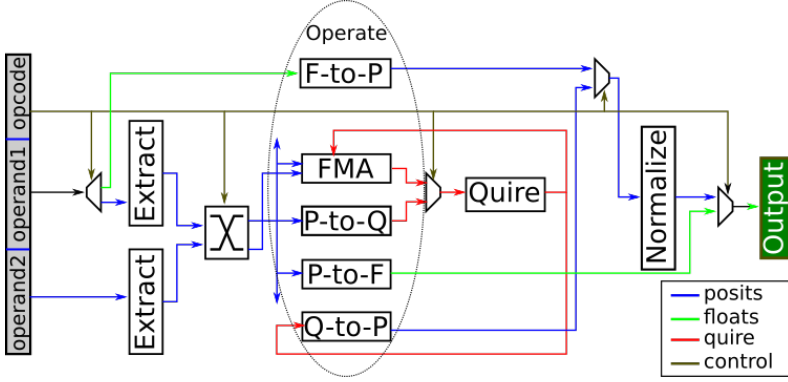 Operate
opcode
operand1
operand2
Extract
Extract
F-to-P
FMA
P-to-Q
P-to-F
Q-to-P
Quire
Normalize
Output
posits
floats
quire
control